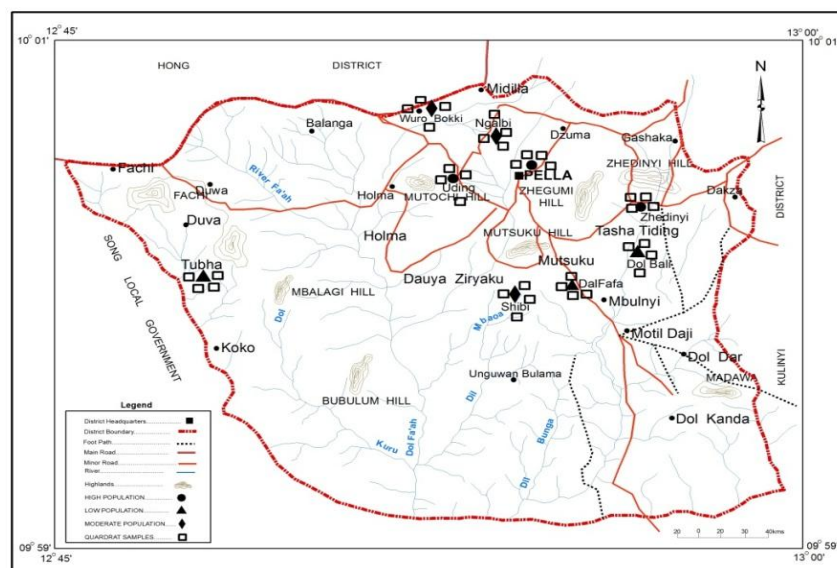 12° 45'
13° 00'
10° 01'
10° 01'
N
HONG
DISTRICT
Midilla
Wuro Bokki
Ngalbi
Balanga
Dzuma
Gashaka
Fachi
River Fa'ah
PELLA
ZHEDINYI HILL
FACHI
Duwa
Holma
Uding
MUTOCHI HILL
ZHEGUMI
HILL
Dakza
DISTRICT
Zhedinyi
Duva
Holma
MUTSUKU HILL
Tasha Tiding
SONG LOCAL GOVERNMENT
Tubha
Mutsuku
Dol Bali
MBALAGI HILL
Dauya Ziryaku
DalFafa
Dol
Shibi
Mbulnyi
Mbaoa
Motil Daji
Koko
Dol Dar
KULINYI
Unguwan Bulama
Dil
MADAWA
BUBULUM HILL
Legend
District Headquarters
District Boundary
Foot Path
Main Road
Minor Road
River
Highlands
HIGH POPULATION
LOW POPULATION
MODERATE POPULATION
QUADRAT SAMPLES
Dol Kanda
Dol Fa'ah
Bunga
Kuru
Dil
20 0 20 40kms
09° 59'
09° 59'
12° 45'
13° 00'